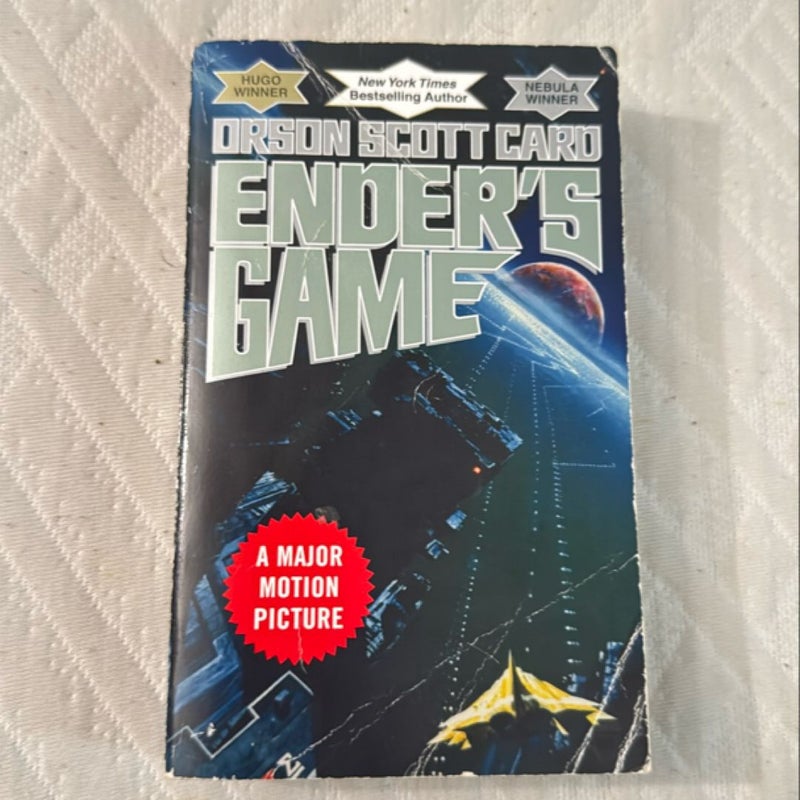 HUGO
WINNER
New York Times
Bestselling Author
NEBULA
WINNER
ORSON SCOTT CARD
ENDER'S
GAME
A MAJOR
MOTION
PICTURE